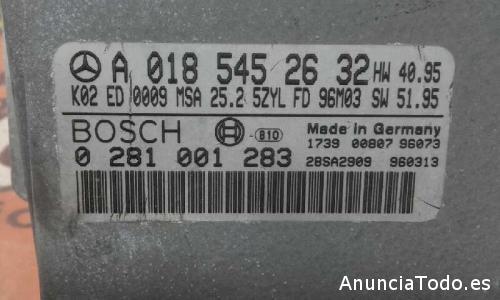 A 018 545 26 32 HW 40.95
K02 ED 0009 MSA 25.2 5ZYL FD 96M03 SW 51.95
BOSCH 810 Made in Germany
1739 00807 96073
0 281 001 283 28SA2909 960313
AnunciaTodo.es